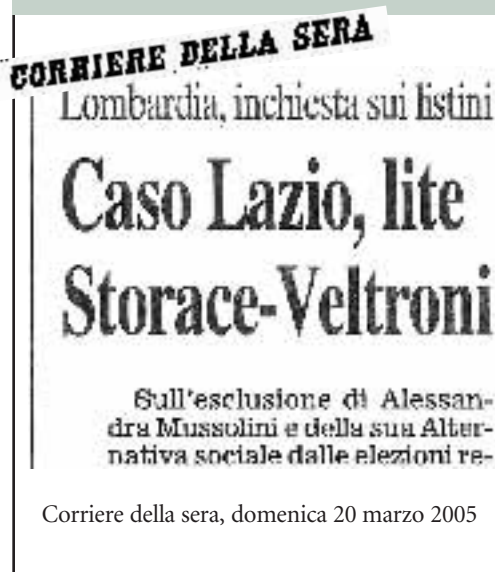 CORRIERE DELLA SERA
Lombardia, inchiesta sui listini
Caso Lazio, lite
Storace-Veltroni
Sull'esclusione di Alessan-
dra Mussolini e della sua Alter-
nativa sociale dalle elezioni re-
Corriere della sera, domenica 20 marzo 2005